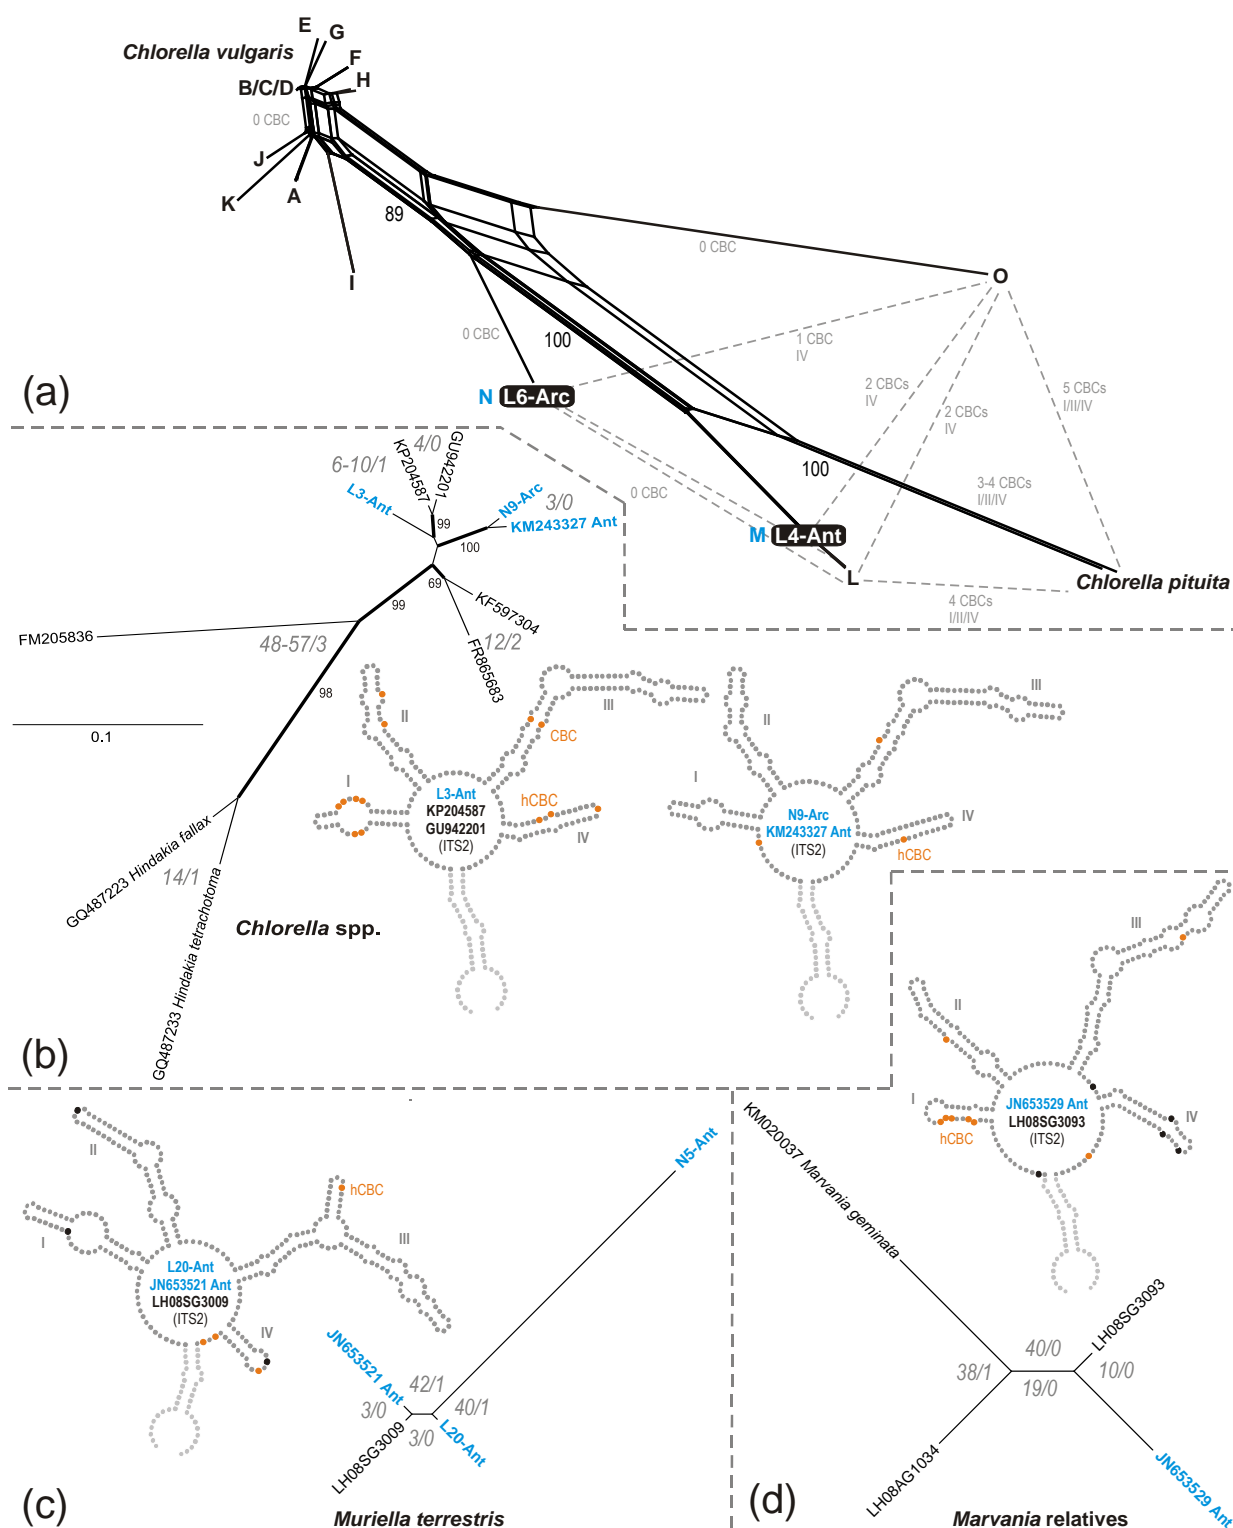 E
G
Chlorella vulgaris
F
B/C/D
H
0 CBC
J
A
K
89
I
0 CBC
O
0 CBC
100
1 CBC
IV
(a)
N L6-Arc
2 CBCs
IV
2 CBCs
IV
5 CBCs
I/II/IV
100
3-4 CBCs
I/II/IV
0 CBC
M L4-Ant
L
Chlorella pituita
4 CBCs
I/II/IV
4/0
GU942201
KP204587
6-10/1
L3-Ant
N9-Arc
3/0
KM243327 Ant
99
100
69
99
KF597304
FR865683
12/2
FM205836
48-57/3
98
0.1
GQ487223 Hindakia fallax
14/1
GQ487233 Hindakia tetrachotoma
Chlorella spp.
II
III
CBC
I
hCBC
IV
L3-Ant
KP204587
GU942201
(ITS2)
II
III
I
IV
hCBC
N9-Arc
KM243327 Ant
(ITS2)
(b)
III
II
I
hCBC
IV
JN653529 Ant
LH08SG3093
(ITS2)
II
I
hCBC
III
IV
L20-Ant
JN653521 Ant
LH08SG3009
(ITS2)
N5-Ant
JN653521 Ant
42/1
3/0
40/1
3/0
LH08SG3009
L20-Ant
(c)
Muriella terrestris
KM020037 Marvania geminata
LH08SG3093
40/0
38/1
10/0
19/0
LH08AG1034
JN653529 Ant
(d)
Marvania relatives